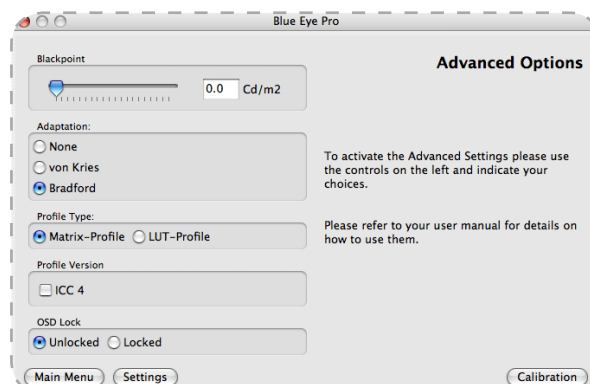 Blue Eye Pro
Blackpoint
0.0 Cd/m2
Adaptation:
None
von Kries
Bradford
Profile Type:
Matrix-Profile LUT-Profile
Profile Version
ICC 4
OSD Lock
Unlocked Locked
Main Menu Settings
Advanced Options
To activate the Advanced Settings please use
the controls on the left and indicate your
choices.
Please refer to your user manual for details on
how to use them.
Calibration